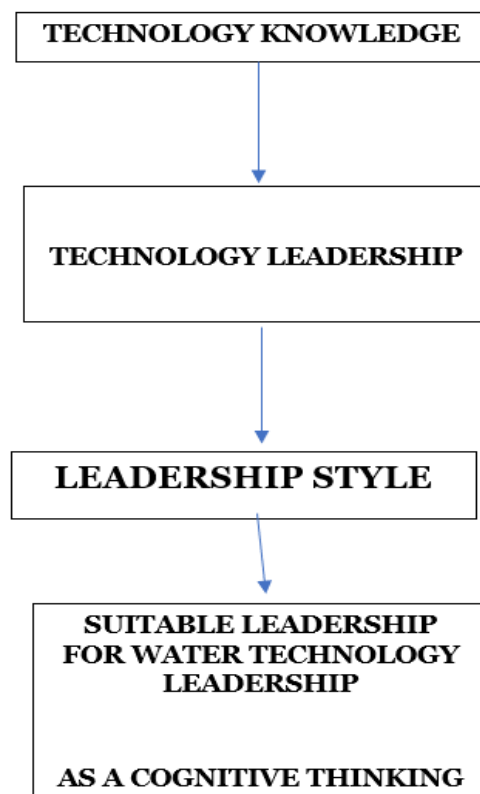 TECHNOLOGY KNOWLEDGE
TECHNOLOGY LEADERSHIP
LEADERSHIP STYLE
SUITABLE LEADERSHIP
FOR WATER TECHNOLOGY
LEADERSHIP
AS A COGNITIVE THINKING